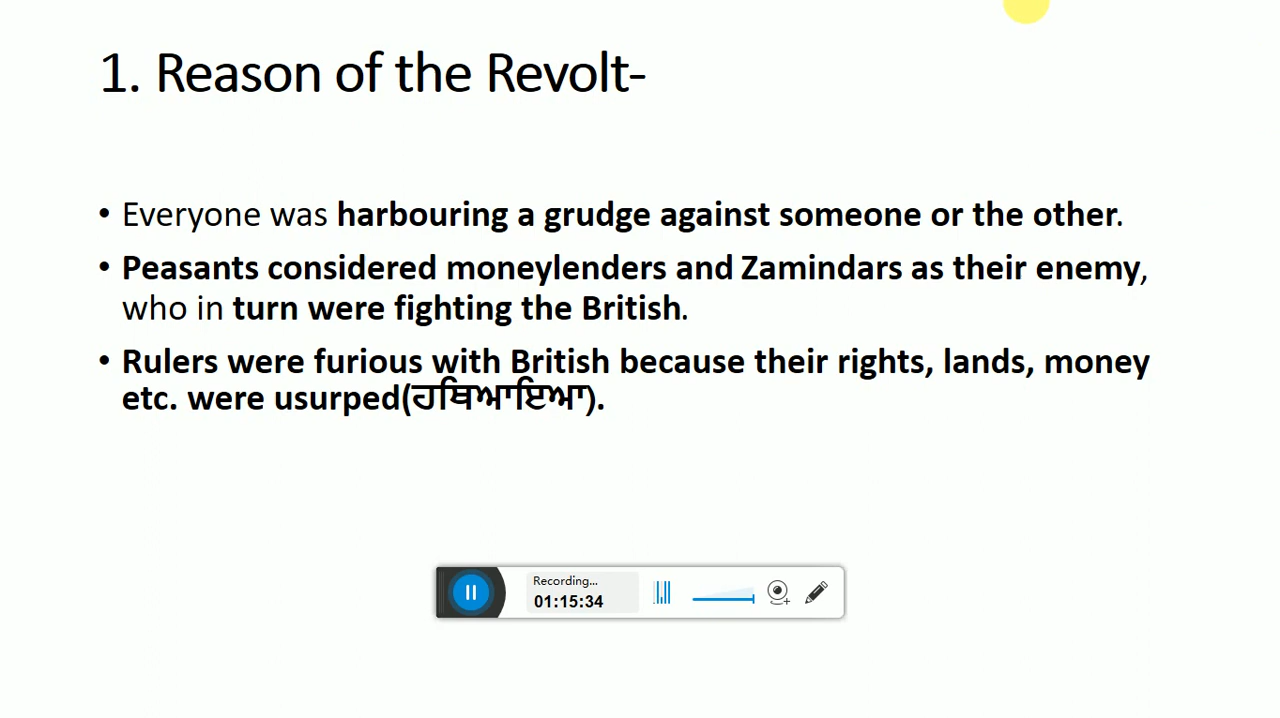 1. Reason of the Revolt-
• Everyone was harbouring a grudge against someone or the other.
• Peasants considered moneylenders and Zamindars as their enemy,
who in turn were fighting the British.
• Rulers were furious with British because their rights, lands, money
etc. were usurped(ਹਥਿਆਇਆ).
Recording...
01:15:34